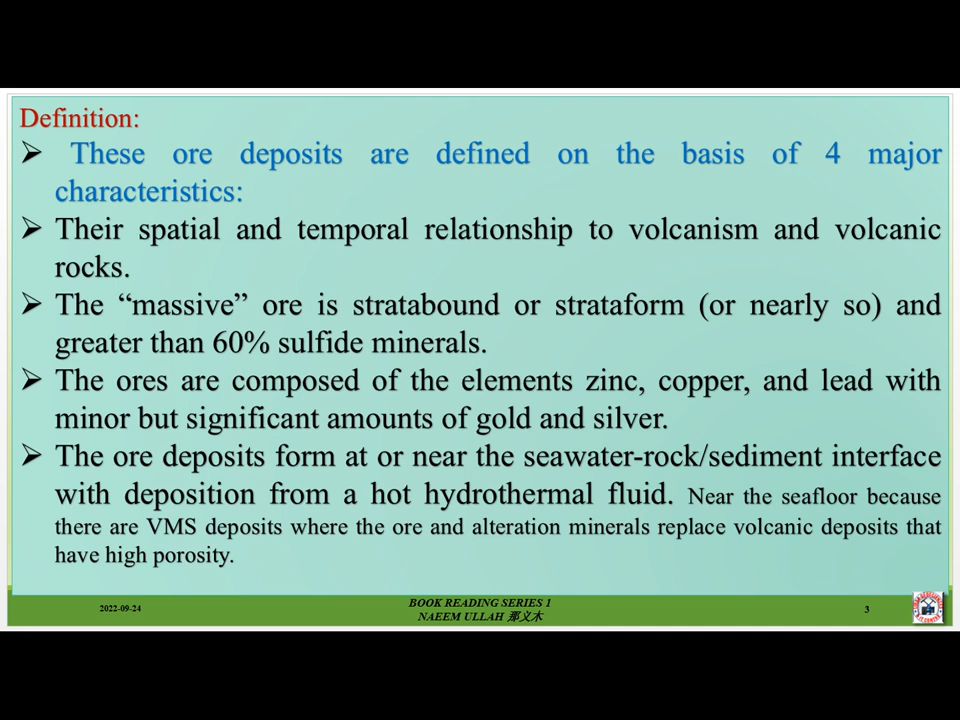 Definition:
➢ These ore deposits are defined on the basis of 4 major
characteristics:
➢ Their spatial and temporal relationship to volcanism and volcanic
rocks.
➢ The “massive” ore is stratabound or strataform (or nearly so) and
greater than 60% sulfide minerals.
➢ The ores are composed of the elements zinc, copper, and lead with
minor but significant amounts of gold and silver.
➢ The ore deposits form at or near the seawater-rock/sediment interface
with deposition from a hot hydrothermal fluid. Near the seafloor because
there are VMS deposits where the ore and alteration minerals replace volcanic deposits that
have high porosity.
2022-09-24
BOOK READING SERIES 1
NAEEM ULLAH 那义木
3